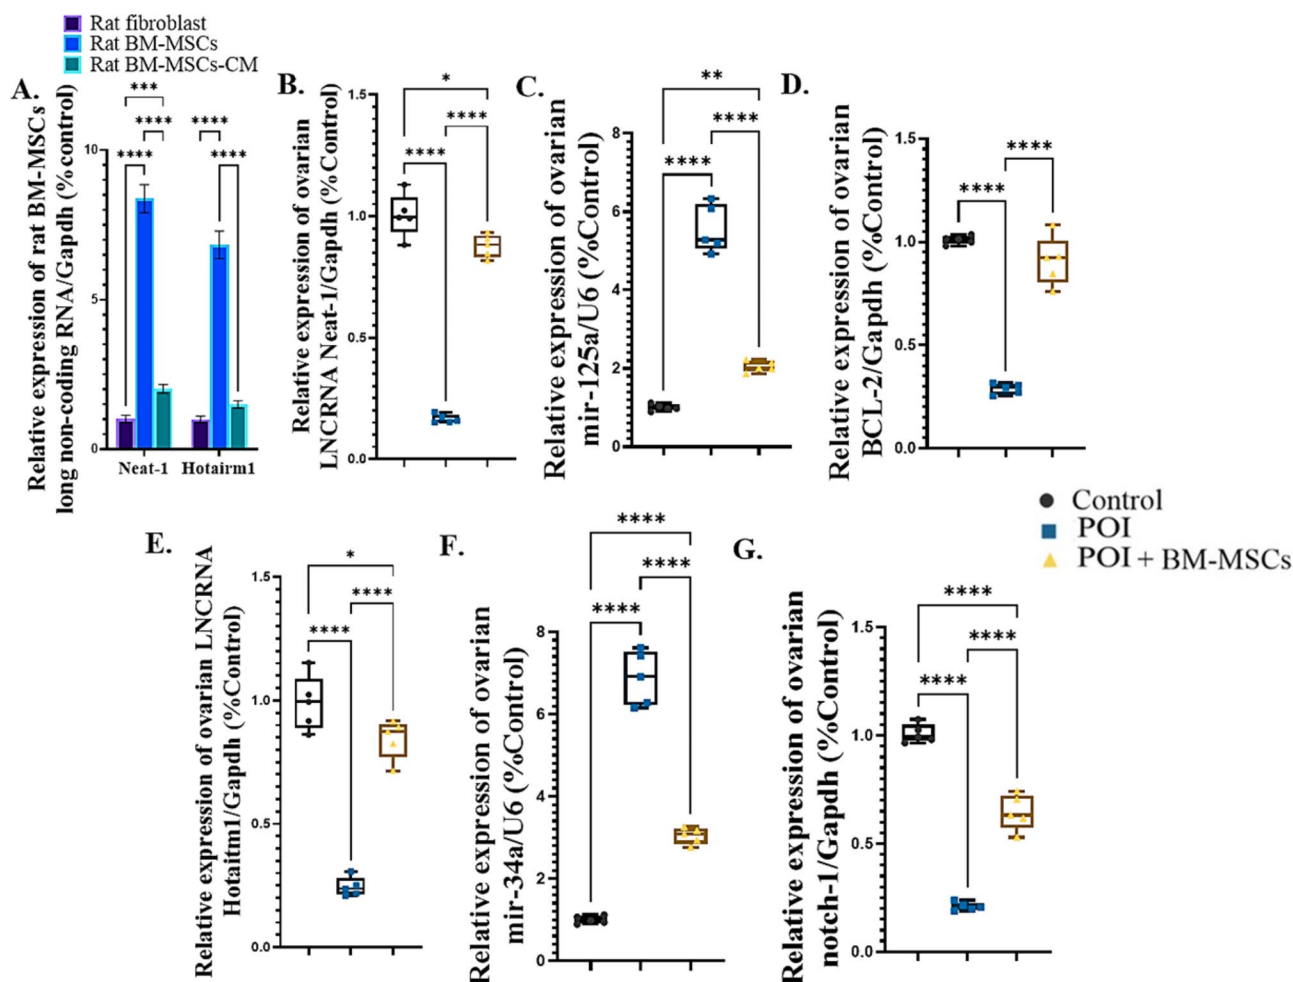 Rat fibroblast
Rat BM-MSCs
Rat BM-MSCs-CM
A.
Relative expression of rat BM-MSCs
long non-coding RNA/Gapdh (%control)
***
****
****
****
****
10
5
0
Neat-1
Hotairm1
B.
Relative expression of ovarian
LNCRNA Neat-1/Gapdh (%Control)
*
****
****
1.5
1.0
0.5
0.0
C.
Relative expression of ovarian
mir-125a/U6 (%Control)
**
****
****
8
6
4
2
0
D.
Relative expression of ovarian
BCL-2/Gapdh (%Control)
****
****
1.5
1.0
0.5
0.0
Control
POI
POI + BM-MSCs
E.
Relative expression of ovarian LNCRNA
Hotaitm1/Gapdh (%Control)
*
****
****
1.5
1.0
0.5
0.0
F.
Relative expression of ovarian
mir-34a/U6 (%Control)
****
****
****
8
6
4
2
0
G.
Relative expression of ovarian
notch-1/Gapdh (%Control)
****
****
****
1.5
1.0
0.5
0.0